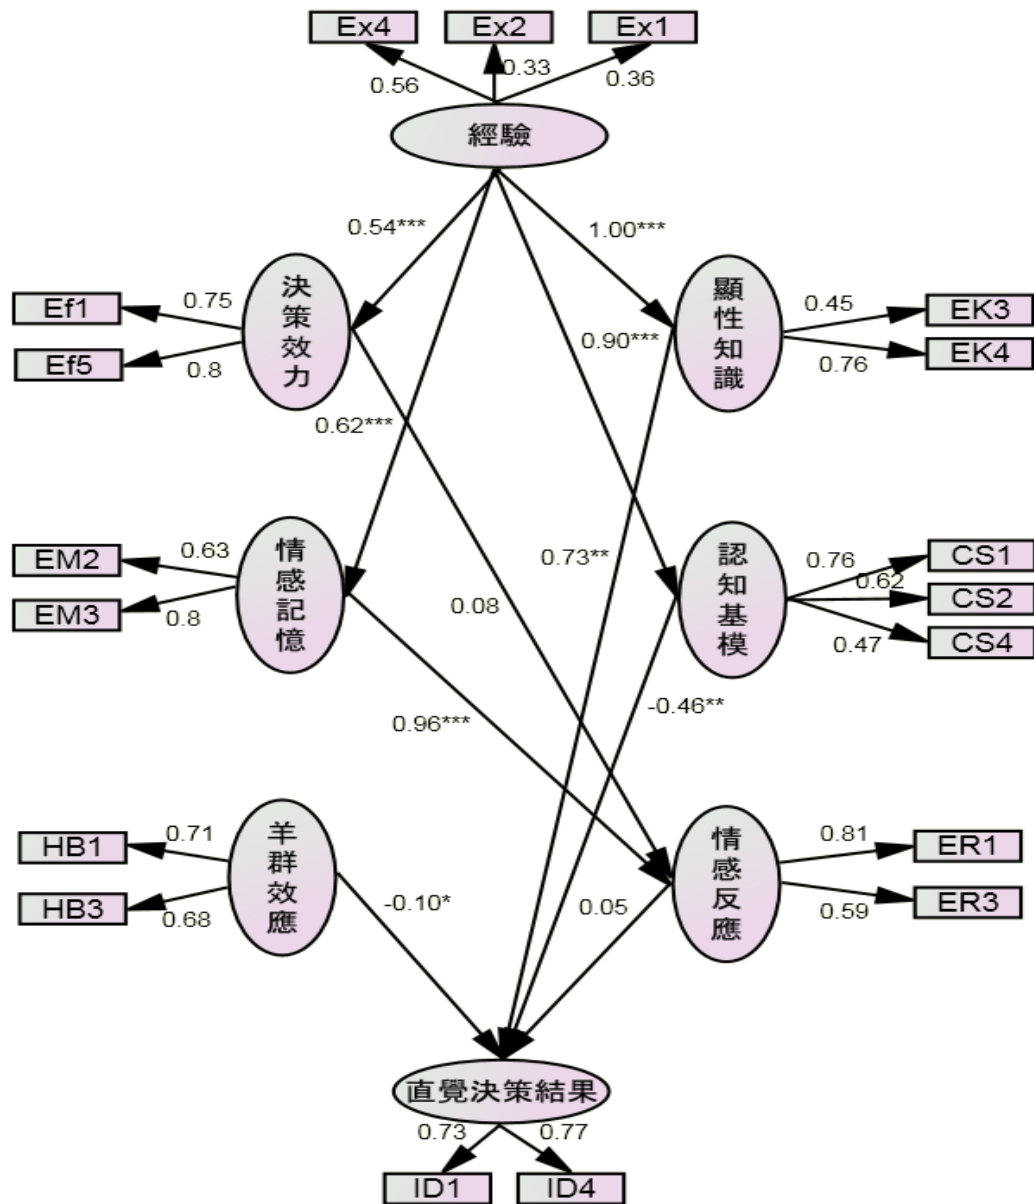 Ex4 Ex2 Ex1
0.56 0.33 0.36
經驗
0.54*** 1.00***
Ef1 0.75 決策效力 顯性知識 0.45 EK3
Ef5 0.8 0.76 EK4
0.90***
0.62***
EM2 0.63 情感記憶 0.73** 認知基模 0.76 CS1
EM3 0.8 0.08 0.62 CS2
0.47 CS4
0.96*** -0.46**
HB1 0.71 羊群效應 情感反應 0.81 ER1
HB3 0.68 -0.10* 0.05 0.59 ER3
直覺決策結果
0.73 0.77
ID1 ID4